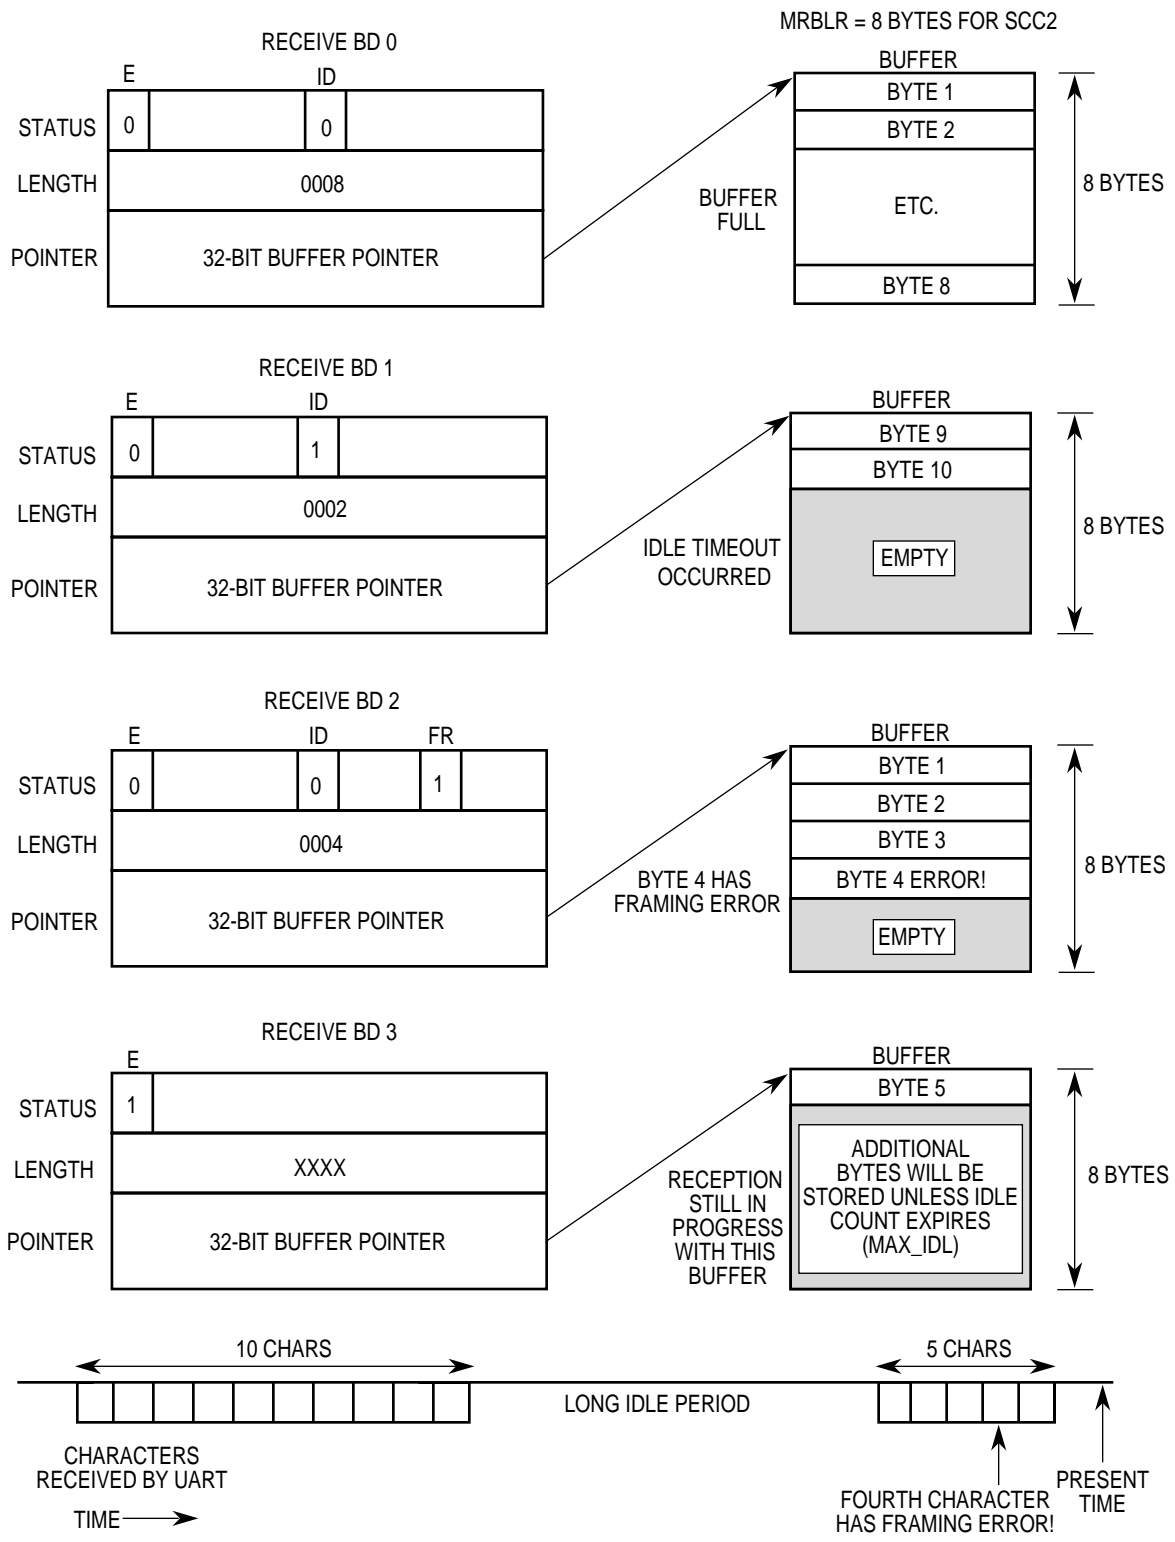 MRBLR = 8 BYTES FOR SCC2
RECEIVE BD 0
BUFFER
E
ID
BYTE 1
STATUS
0
0
BYTE 2
LENGTH
0008
BUFFER
FULL
ETC.
8 BYTES
POINTER
32-BIT BUFFER POINTER
BYTE 8
RECEIVE BD 1
BUFFER
E
ID
BYTE 9
STATUS
0
1
BYTE 10
LENGTH
0002
8 BYTES
IDLE TIMEOUT
OCCURRED
EMPTY
POINTER
32-BIT BUFFER POINTER
RECEIVE BD 2
BUFFER
E
ID
FR
BYTE 1
STATUS
0
0
1
BYTE 2
LENGTH
0004
BYTE 3
8 BYTES
BYTE 4 HAS
FRAMING ERROR
BYTE 4 ERROR!
POINTER
32-BIT BUFFER POINTER
EMPTY
RECEIVE BD 3
BUFFER
E
BYTE 5
STATUS
1
LENGTH
XXXX
RECEPTION
STILL IN
PROGRESS
WITH THIS
BUFFER
ADDITIONAL
BYTES WILL BE
STORED UNLESS IDLE
COUNT EXPIRES
(MAX_IDL)
8 BYTES
POINTER
32-BIT BUFFER POINTER
10 CHARS
5 CHARS
LONG IDLE PERIOD
CHARACTERS
RECEIVED BY UART
TIME
FOURTH CHARACTER
HAS FRAMING ERROR!
PRESENT
TIME